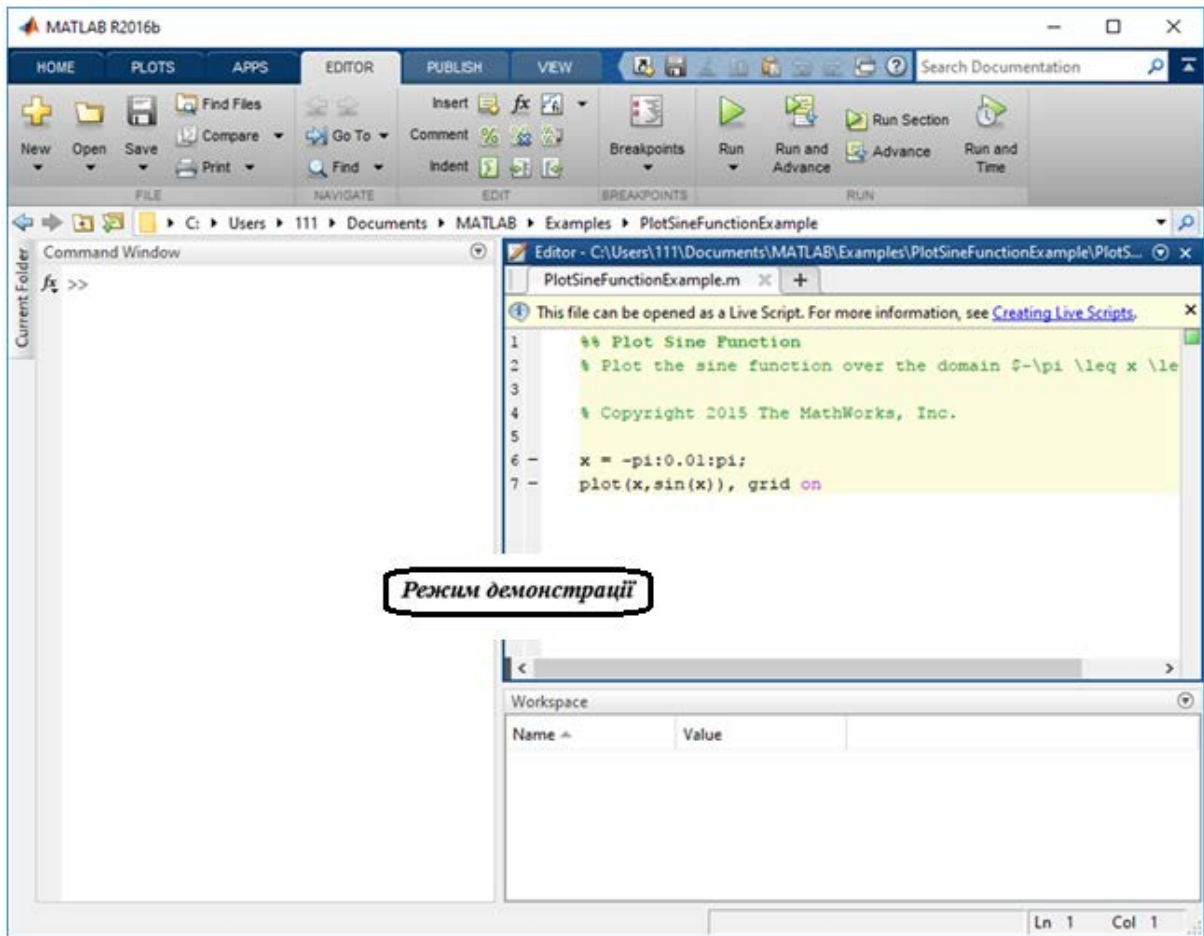 MATLAB R2016b
HOME PLOTS APPS EDITOR PUBLISH VIEW Search Documentation
New Open Save Find Files Compare Print
FILE
Go To Find
NAVIGATE
Insert fx
Comment
Indent
EDIT
Breakpoints
BREAKPOINTS
Run Run and Advance Run Section Advance Run and Time
RUN
C: Users 111 Documents MATLAB Examples PlotSineFunctionExample
Current Folder
Command Window
fx >>
Editor - C:\Users\111\Documents\MATLAB\Examples\PlotSineFunctionExample\PlotS...
PlotSineFunctionExample.m
This file can be opened as a Live Script. For more information, see Creating Live Scripts.
1 %% Plot Sine Function
2 % Plot the sine function over the domain $-\pi \leq x \le
3
4 % Copyright 2015 The MathWorks, Inc.
5
6 - x = -pi:0.01:pi;
7 - plot(x,sin(x)), grid on
Режим демонстрації
Workspace
Name Value
Ln 1 Col 1